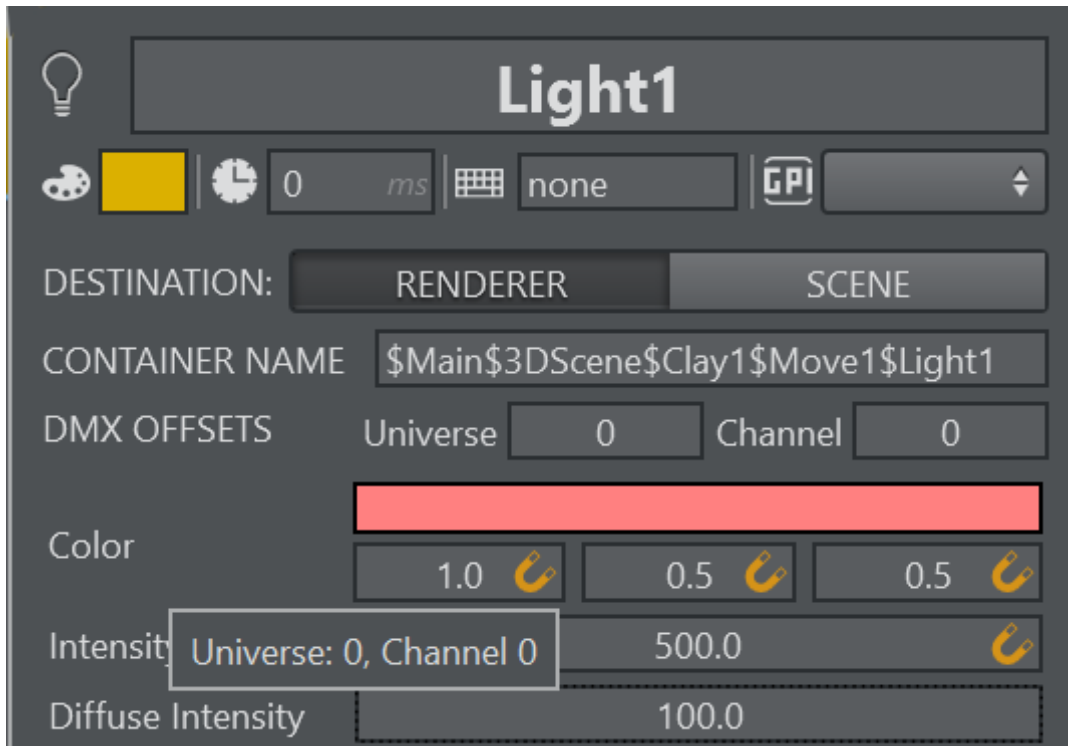 Light1
0 ms none GPI
DESTINATION: RENDERER SCENE
CONTAINER NAME $Main$3DScene$Clay1$Move1$Light1
DMX OFFSETS Universe 0 Channel 0
Color
1.0 0.5 0.5
Intensity 500.0
Universe: 0, Channel 0
Diffuse Intensity 100.0